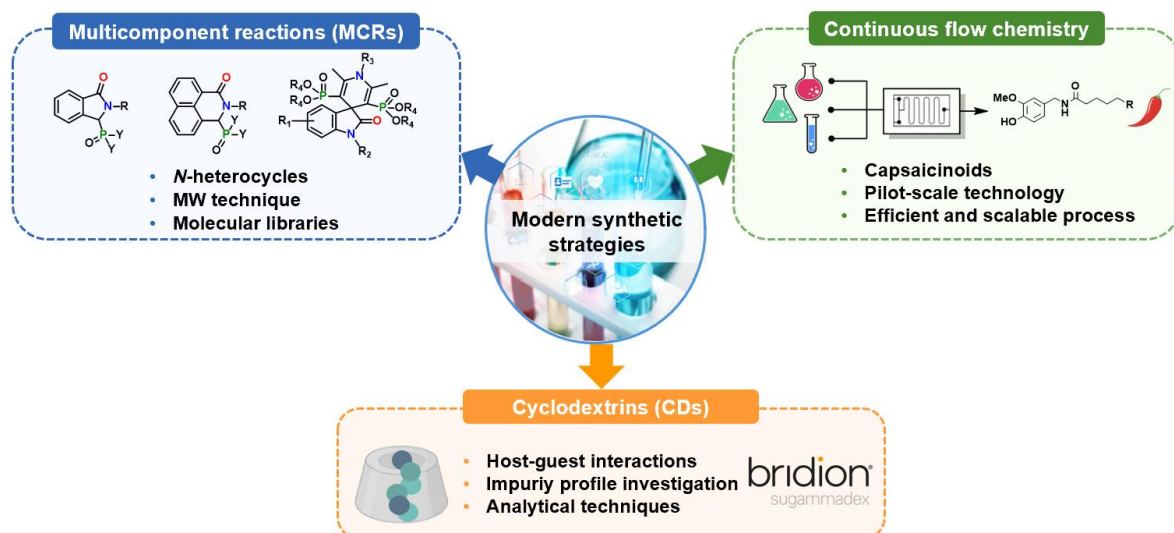 Multicomponent reactions (MCRs)
O
N-R
P
Y
O
Y
O
N
R
Y
P
Y
O
R3
R4O
O
N
O
R4O
P
P
OR4
OR4
R1
O
N
R2
N-heterocycles
MW technique
Molecular libraries
Continuous flow chemistry
MeO
HO
N
H
O
R
Capsaicinoids
Pilot-scale technology
Efficient and scalable process
Modern synthetic
strategies
Cyclodextrins (CDs)
Host-guest interactions
Impuriy profile investigation
Analytical techniques
bridion®
sugammadex